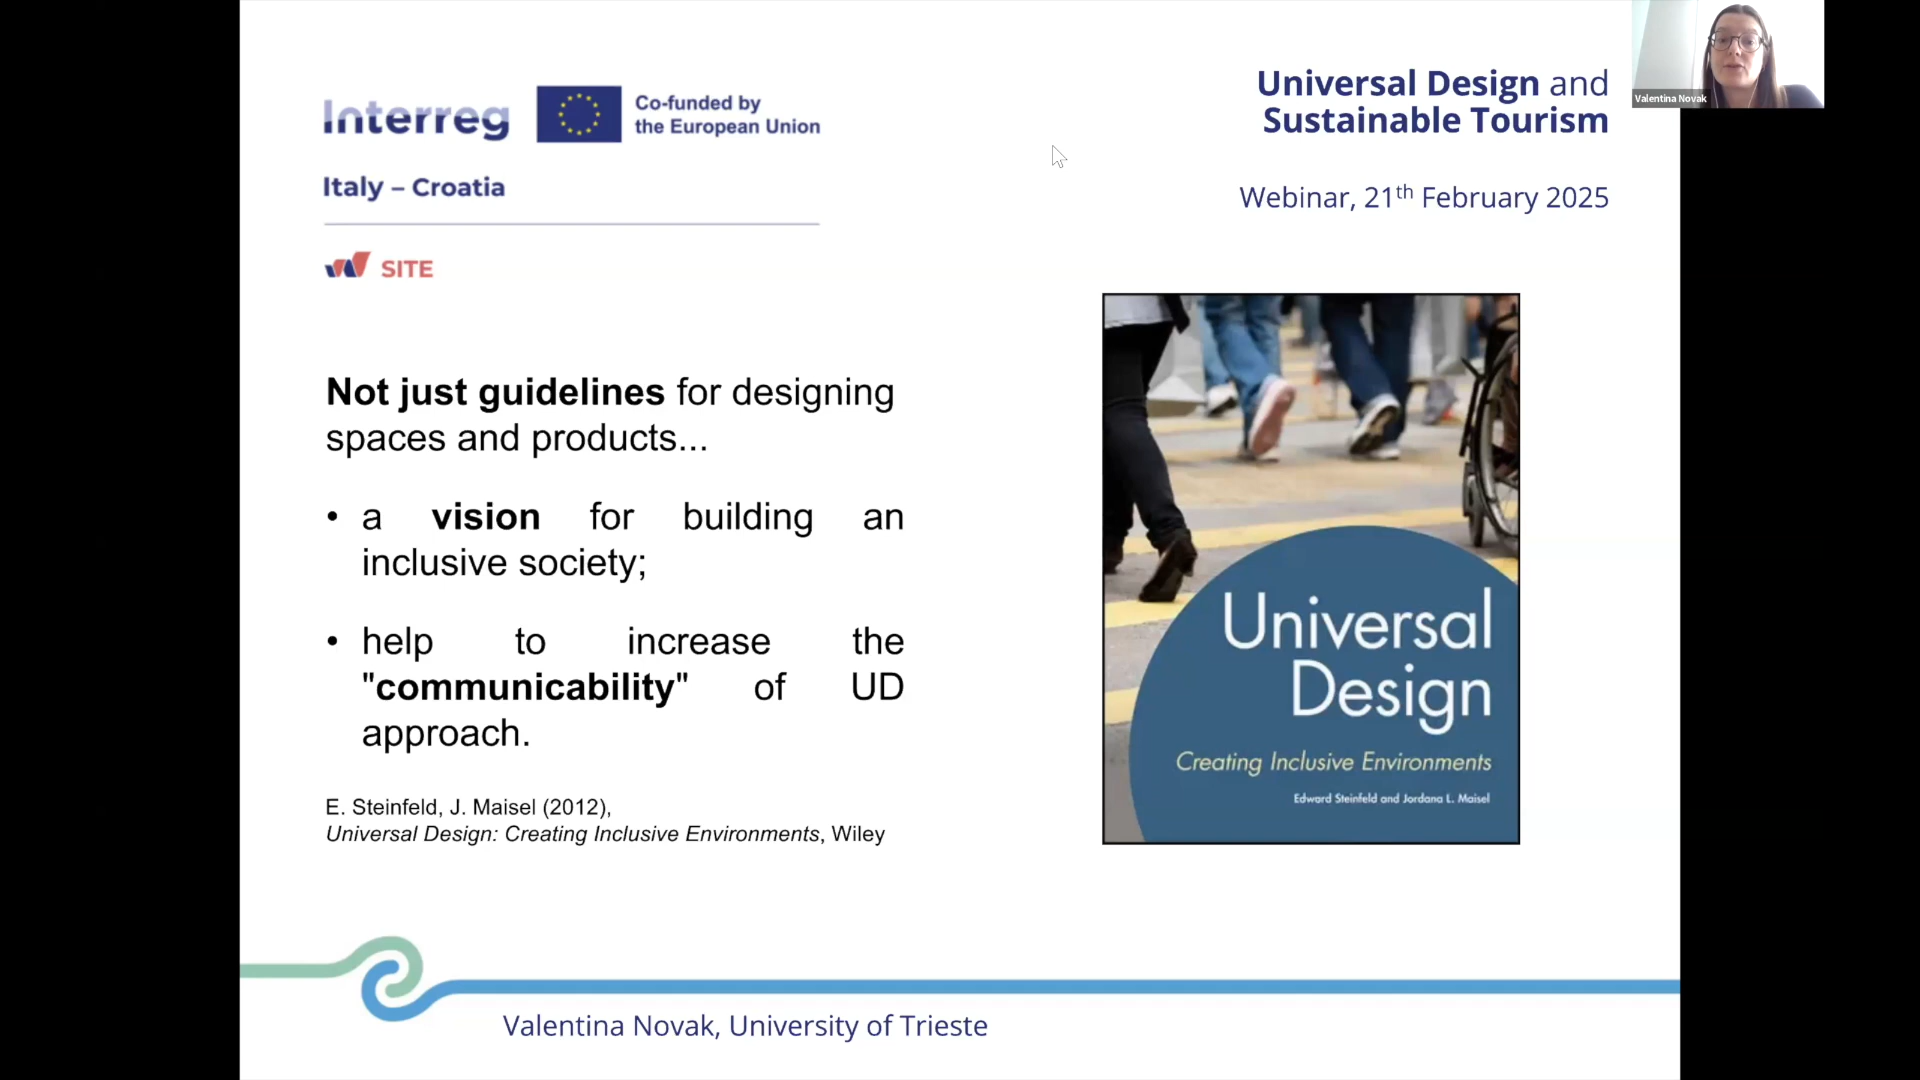 Interreg
Co-funded by
the European Union
Italy – Croatia
SITE
Universal Design and
Sustainable Tourism
Webinar, 21th February 2025
Valentina Novak
Not just guidelines for designing
spaces and products...
• a vision for building an
inclusive society;
• help to increase the
"communicability" of UD
approach.
E. Steinfeld, J. Maisel (2012),
Universal Design: Creating Inclusive Environments, Wiley
Universal
Design
Creating Inclusive Environments
Edward Steinfeld and Jordana L. Maisel
Valentina Novak, University of Trieste